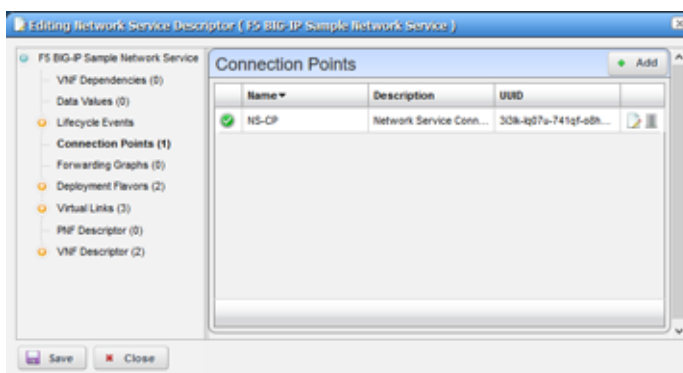 Editing Network Service Descriptor ( F5 BIG-IP Sample Network Service )
F5 BIG-IP Sample Network Service
VNF Dependencies (0)
Data Values (0)
Lifecycle Events
Connection Points (1)
Forwarding Graphs (0)
Deployment Flavors (2)
Virtual Links (3)
PNF Descriptor (0)
VNF Descriptor (2)
Connection Points
Add
Name Description UUID
NS-CP Network Service Conn...
Save Close